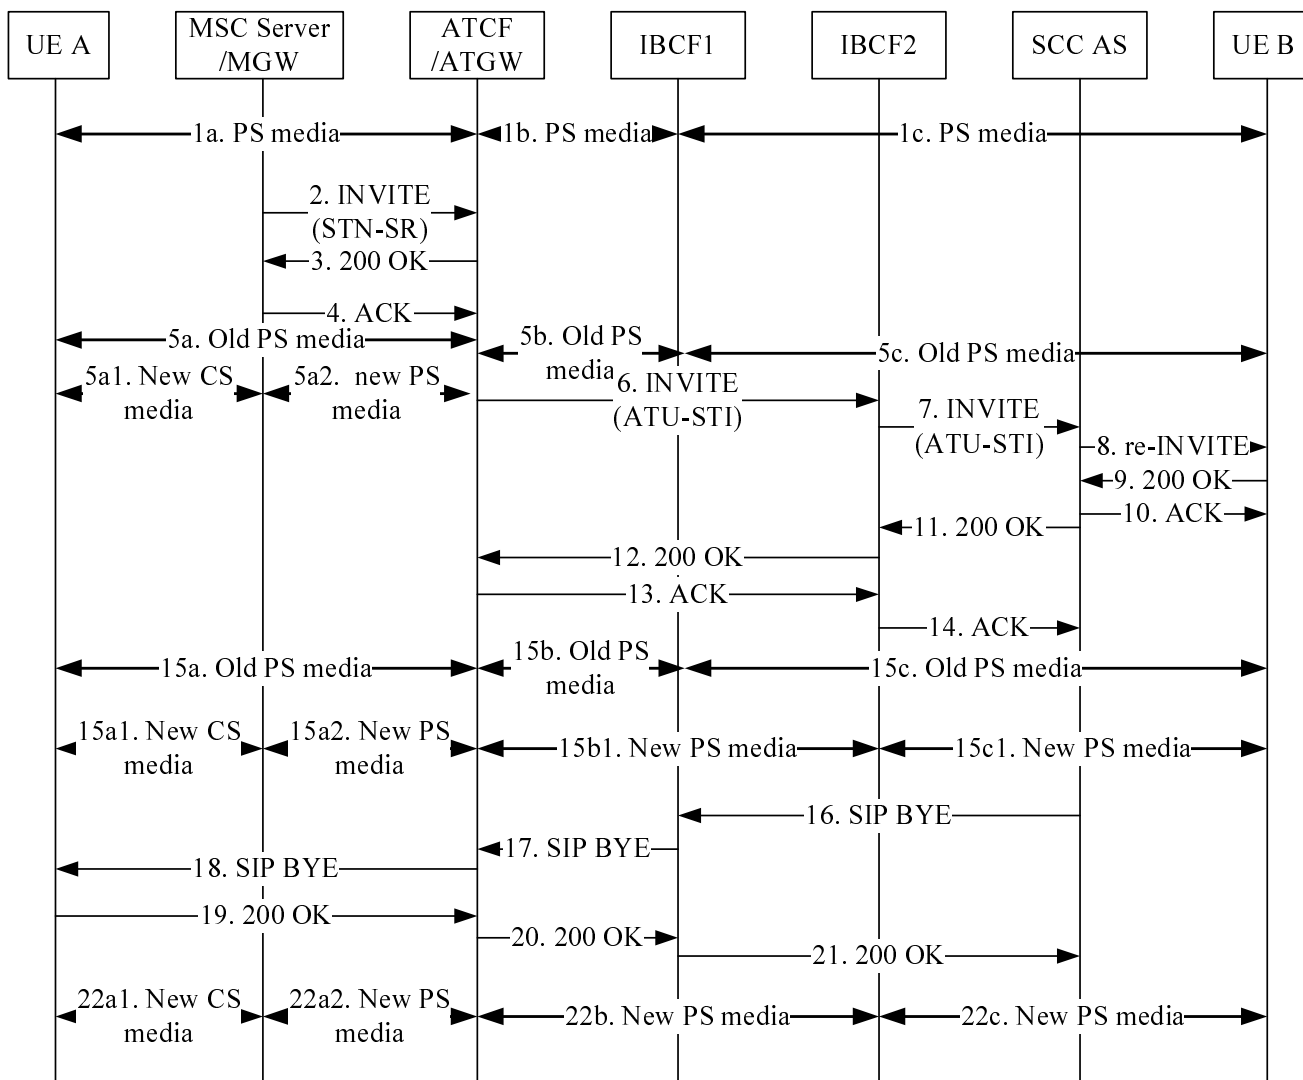 UE A
MSC Server
/MGW
ATCF
/ATGW
IBCF1
IBCF2
SCC AS
UE B
1a. PS media
1b. PS media
1c. PS media
2. INVITE
(STN-SR)
3. 200 OK
4. ACK
5a. Old PS media
5b. Old PS
media
5c. Old PS media
5a1. New CS
media
5a2.  new PS
media
6. INVITE
(ATU-STI)
7. INVITE
(ATU-STI)
8. re-INVITE
9. 200 OK
10. ACK
11. 200 OK
12. 200 OK
13. ACK
14. ACK
15a. Old PS media
15b. Old PS
media
15c. Old PS media
15a1. New CS
media
15a2. New PS
media
15b1. New PS media
15c1. New PS media
16. SIP BYE
17. SIP BYE
18. SIP BYE
19. 200 OK
20. 200 OK
21. 200 OK
22a1. New CS
media
22a2. New PS
media
22b. New PS media
22c. New PS media